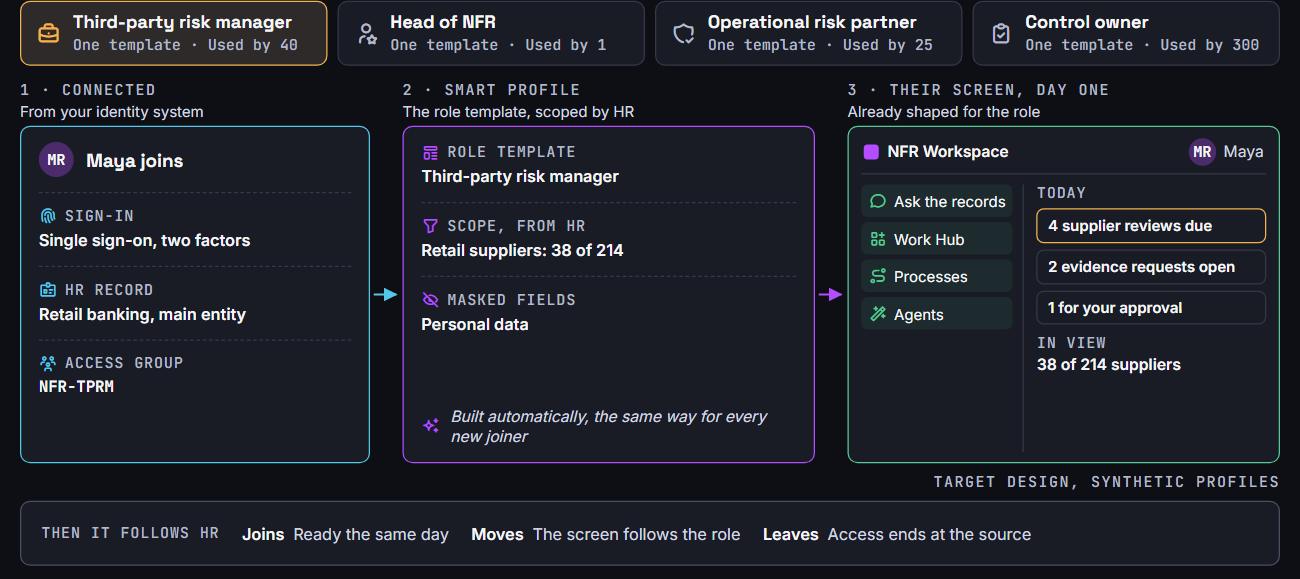 Third-party risk manager
One template · Used by 40
Head of NFR
One template · Used by 1
Operational risk partner
One template · Used by 25
Control owner
One template · Used by 300
1 · CONNECTED
From your identity system
MR Maya joins
SIGN-IN
Single sign-on, two factors
HR RECORD
Retail banking, main entity
ACCESS GROUP
NFR-TPRM
2 · SMART PROFILE
The role template, scoped by HR
ROLE TEMPLATE
Third-party risk manager
SCOPE, FROM HR
Retail suppliers: 38 of 214
MASKED FIELDS
Personal data
Built automatically, the same way for every
new joiner
3 · THEIR SCREEN, DAY ONE
Already shaped for the role
NFR Workspace
MR Maya
Ask the records
Work Hub
Processes
Agents
TODAY
4 supplier reviews due
2 evidence requests open
1 for your approval
IN VIEW
38 of 214 suppliers
TARGET DESIGN, SYNTHETIC PROFILES
THEN IT FOLLOWS HR Joins Ready the same day Moves The screen follows the role Leaves Access ends at the source